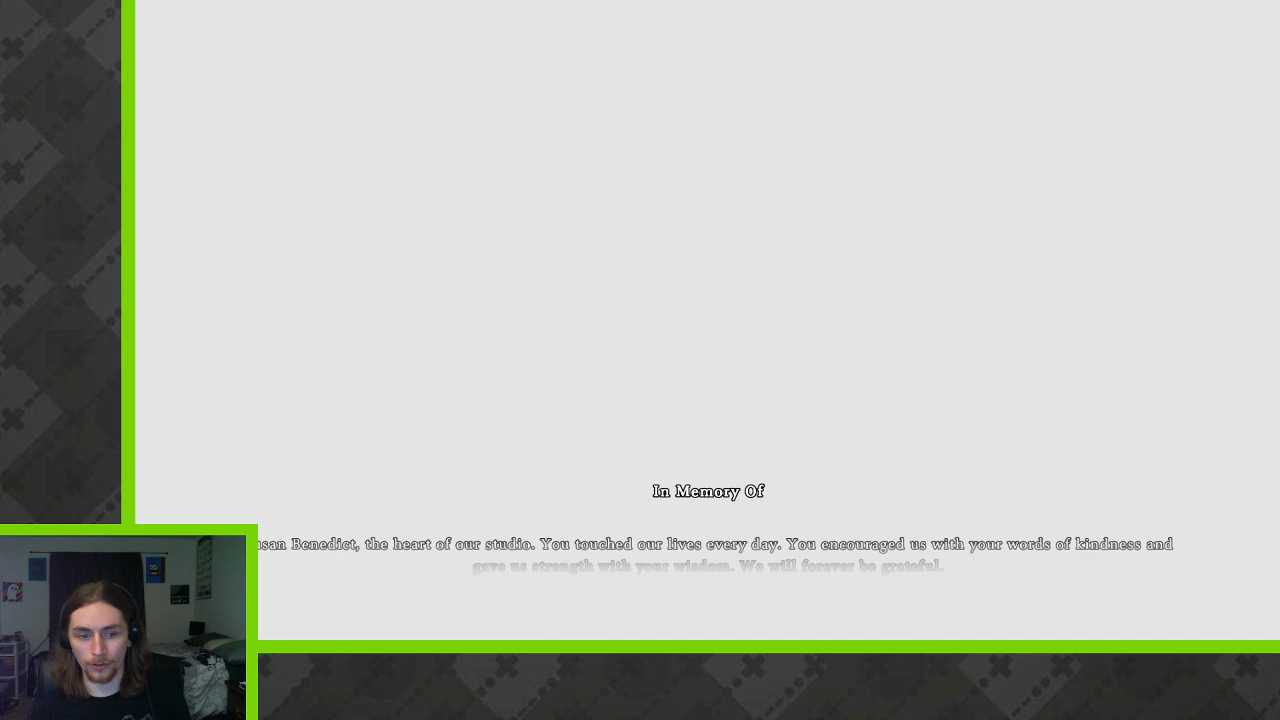 In Memory Of
Benedict, the heart of our studio. You touched our lives every day. You encouraged us with your words of kindness and
gave us strength with your wisdom. We will forever be grateful.